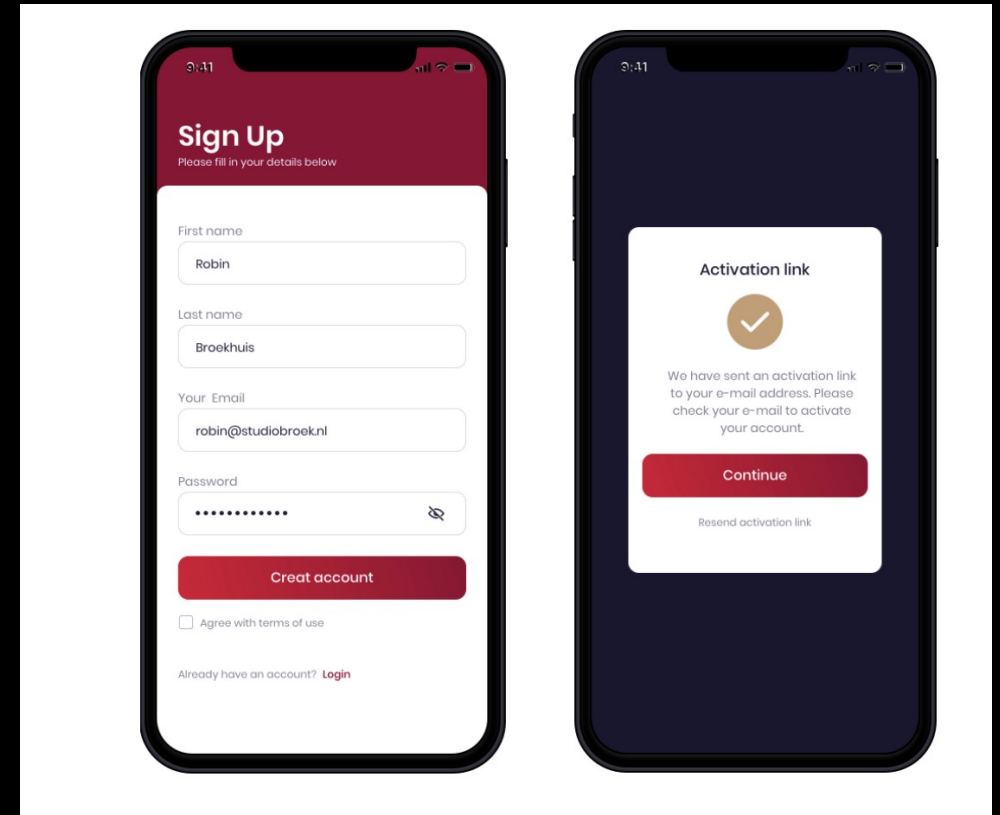 9:41
Sign Up
Please fill in your details below
First name
Robin
Last name
Broekhuis
Your Email
robin@studiobroek.nl
Password
••••••••••••
Creat account
Agree with terms of use
Already have an account? Login
9:41
Activation link
We have sent an activation link
to your e-mail address. Please
check your e-mail to activate
your account.
Continue
Resend activation link